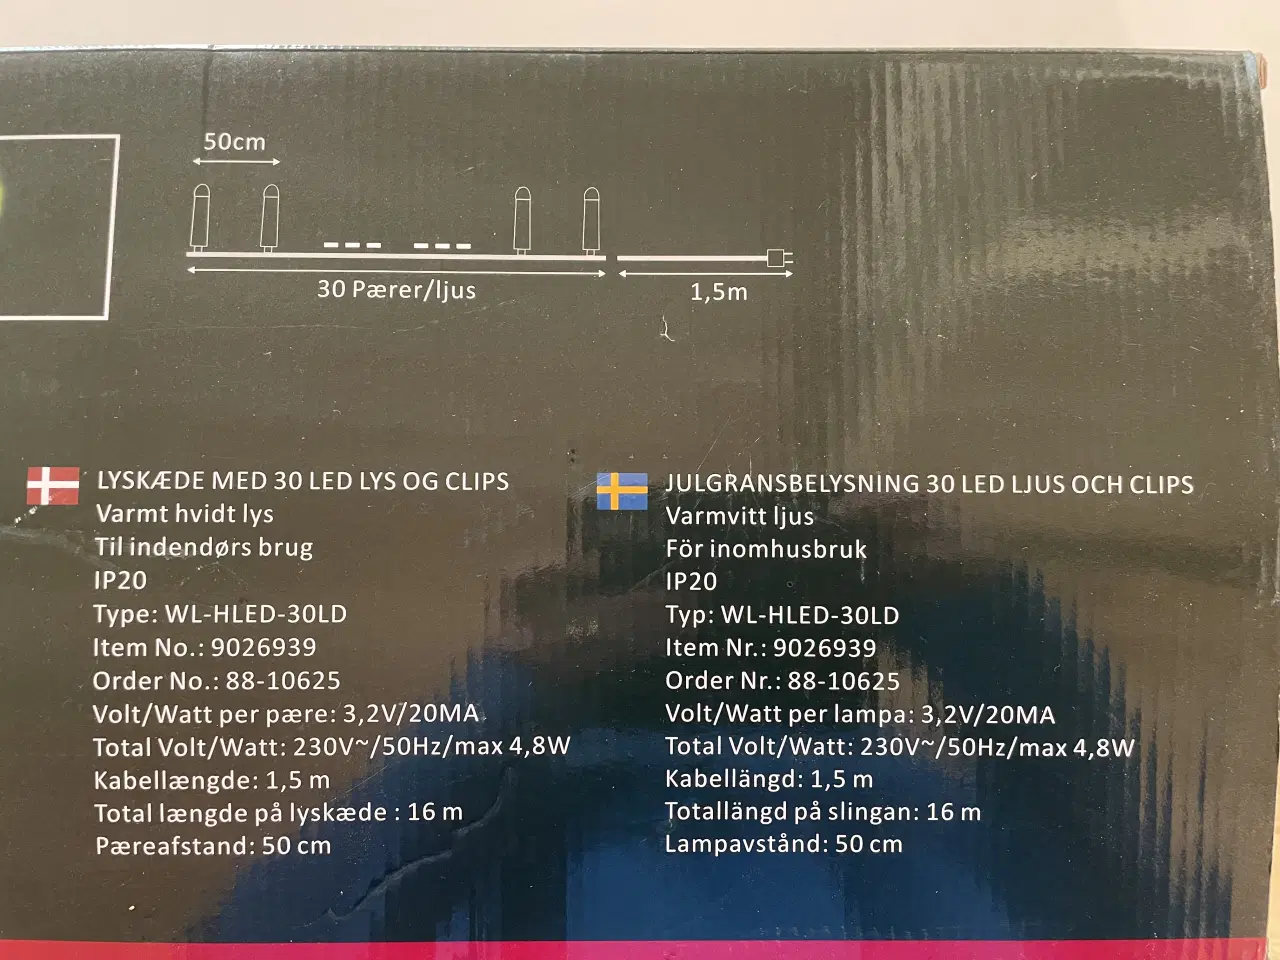 50cm
30 Pærer/ljus
1,5m
LYSKÆDE MED 30 LED LYS OG CLIPS
Varmt hvidt lys
Til indendørs brug
IP20
Type: WL-HLED-30LD
Item No.: 9026939
Order No.: 88-10625
Volt/Watt per pære: 3,2V/20MA
Total Volt/Watt: 230V~/50Hz/max 4,8W
Kabellængde: 1,5 m
Total længde på lyskæde : 16 m
Pæreafstand: 50 cm
JULGRANSBELYSNING 30 LED LJUS OCH CLIPS
Varmvitt ljus
För inomhusbruk
IP20
Typ: WL-HLED-30LD
Item Nr.: 9026939
Order Nr.: 88-10625
Volt/Watt per lampa: 3,2V/20MA
Total Volt/Watt: 230V~/50Hz/max 4,8W
Kabellängd: 1,5 m
Totallängd på slingan: 16 m
Lampavstånd: 50 cm